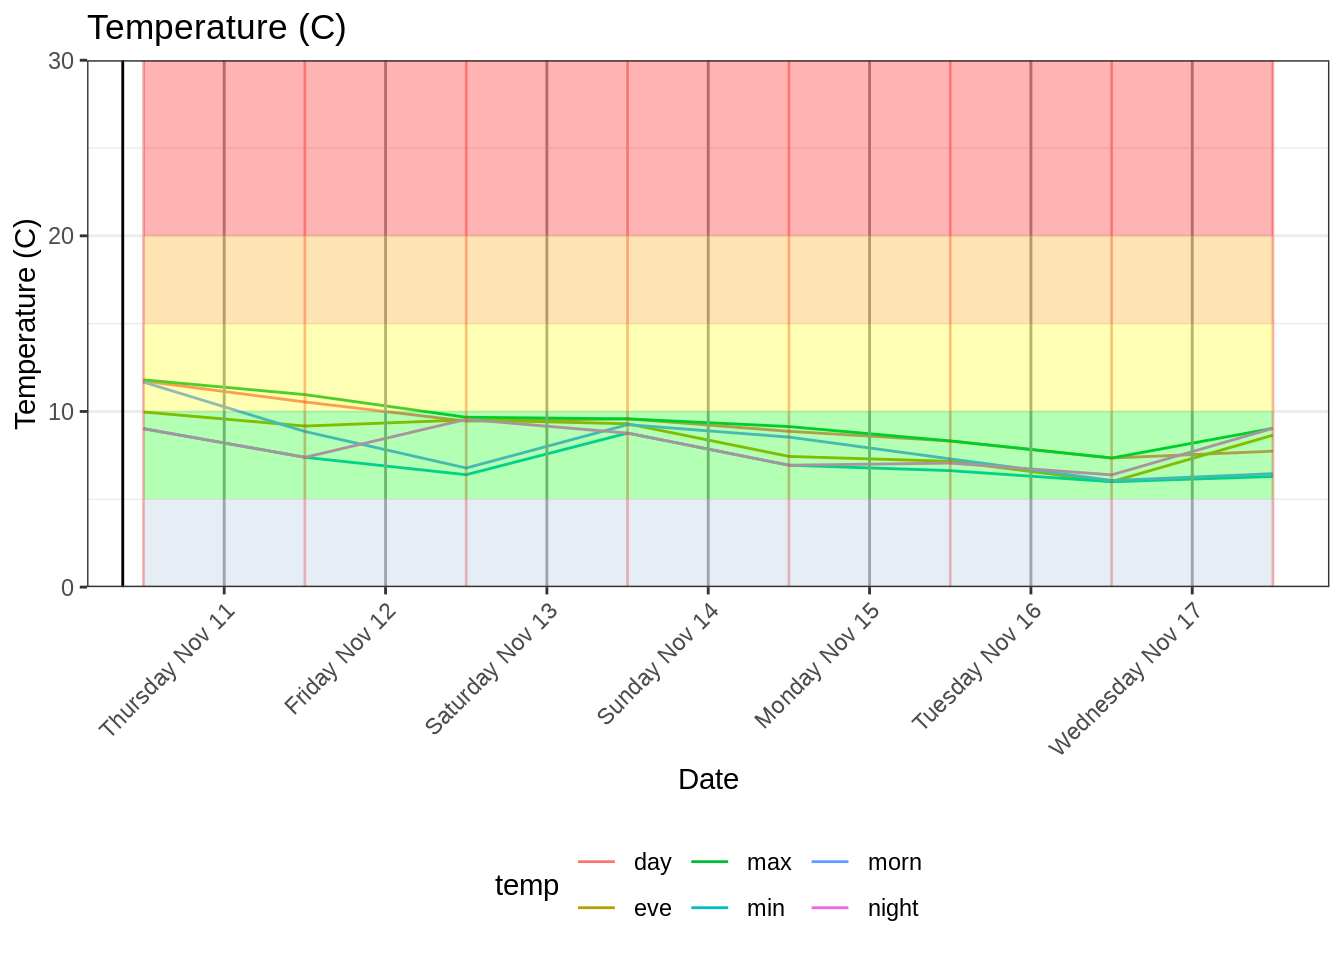 Temperature (C)
30
20
10
0
Temperature (C)
Thursday Nov 11
Friday Nov 12
Saturday Nov 13
Sunday Nov 14
Monday Nov 15
Tuesday Nov 16
Wednesday Nov 17
Date
temp
day max morn
eve min night